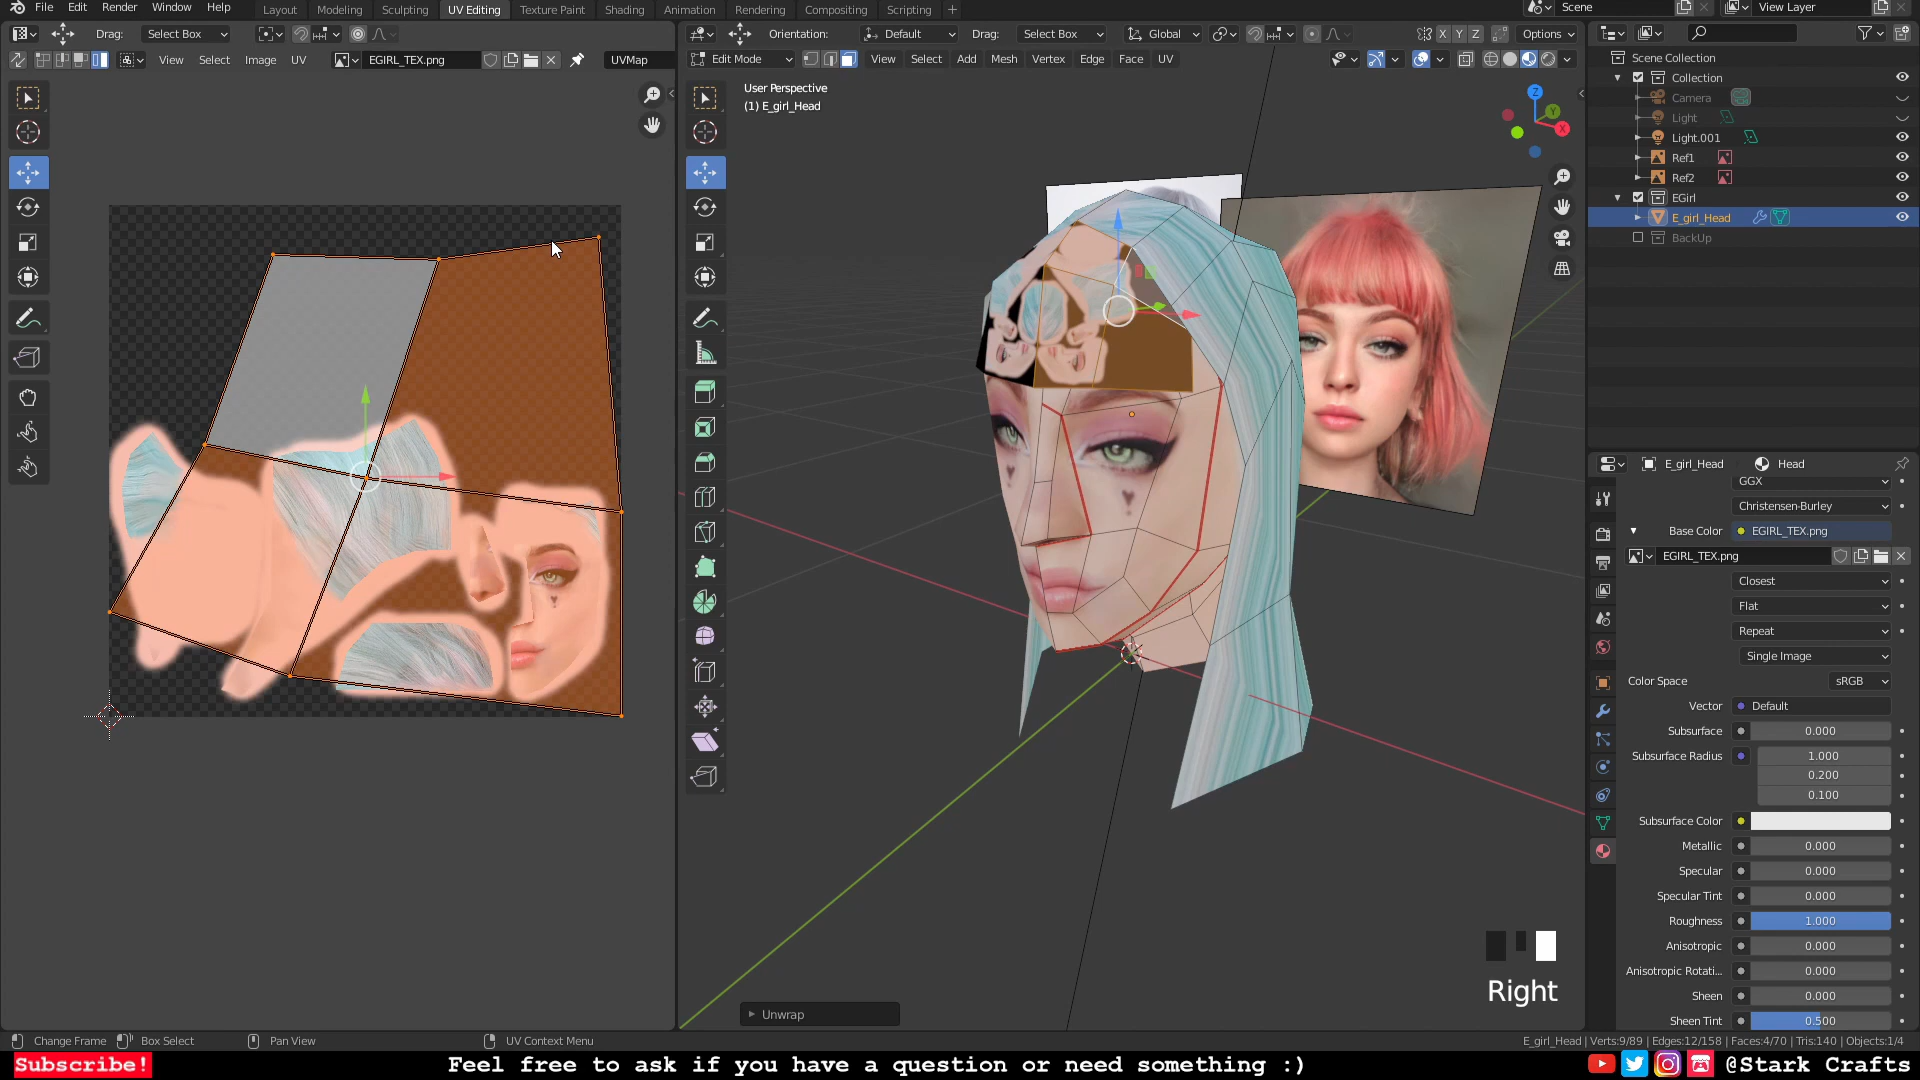 File Edit Render Window Help
Layout Modeling Sculpting UV Editing Texture Paint Shading Animation Rendering Compositing Scripting +
Scene View Layer
Drag: Select Box
Orientation: Default Drag: Select Box Global X Y Z Options
View Select Image UV EGIRL_TEX.png UVMap
Edit Mode View Select Add Mesh Vertex Edge Face UV
User Perspective
(1) E_girl_Head
Z
Y
X
Scene Collection
Collection
Camera
Light
Light.001
Ref1
Ref2
EGirl
E_girl_Head
BackUp
E_girl_Head Head
GGX
Christensen-Burley
Base Color EGIRL_TEX.png
EGIRL_TEX.png
Closest
Flat
Repeat
Single Image
Color Space sRGB
Vector Default
Subsurface 0.000
Subsurface Radius 1.000
0.200
0.100
Subsurface Color
Metallic 0.000
Specular 0.000
Specular Tint 0.000
Roughness 1.000
Anisotropic 0.000
Anisotropic Rotati... 0.000
Sheen 0.000
Sheen Tint 0.500
Right
Unwrap
Change Frame Box Select Pan View UV Context Menu
E_girl_Head | Verts:9/89 | Edges:12/158 | Faces:4/70 | Tris:140 | Objects:1/4
Subscribe! Feel free to ask if you have a question or need something :) @Stark Crafts